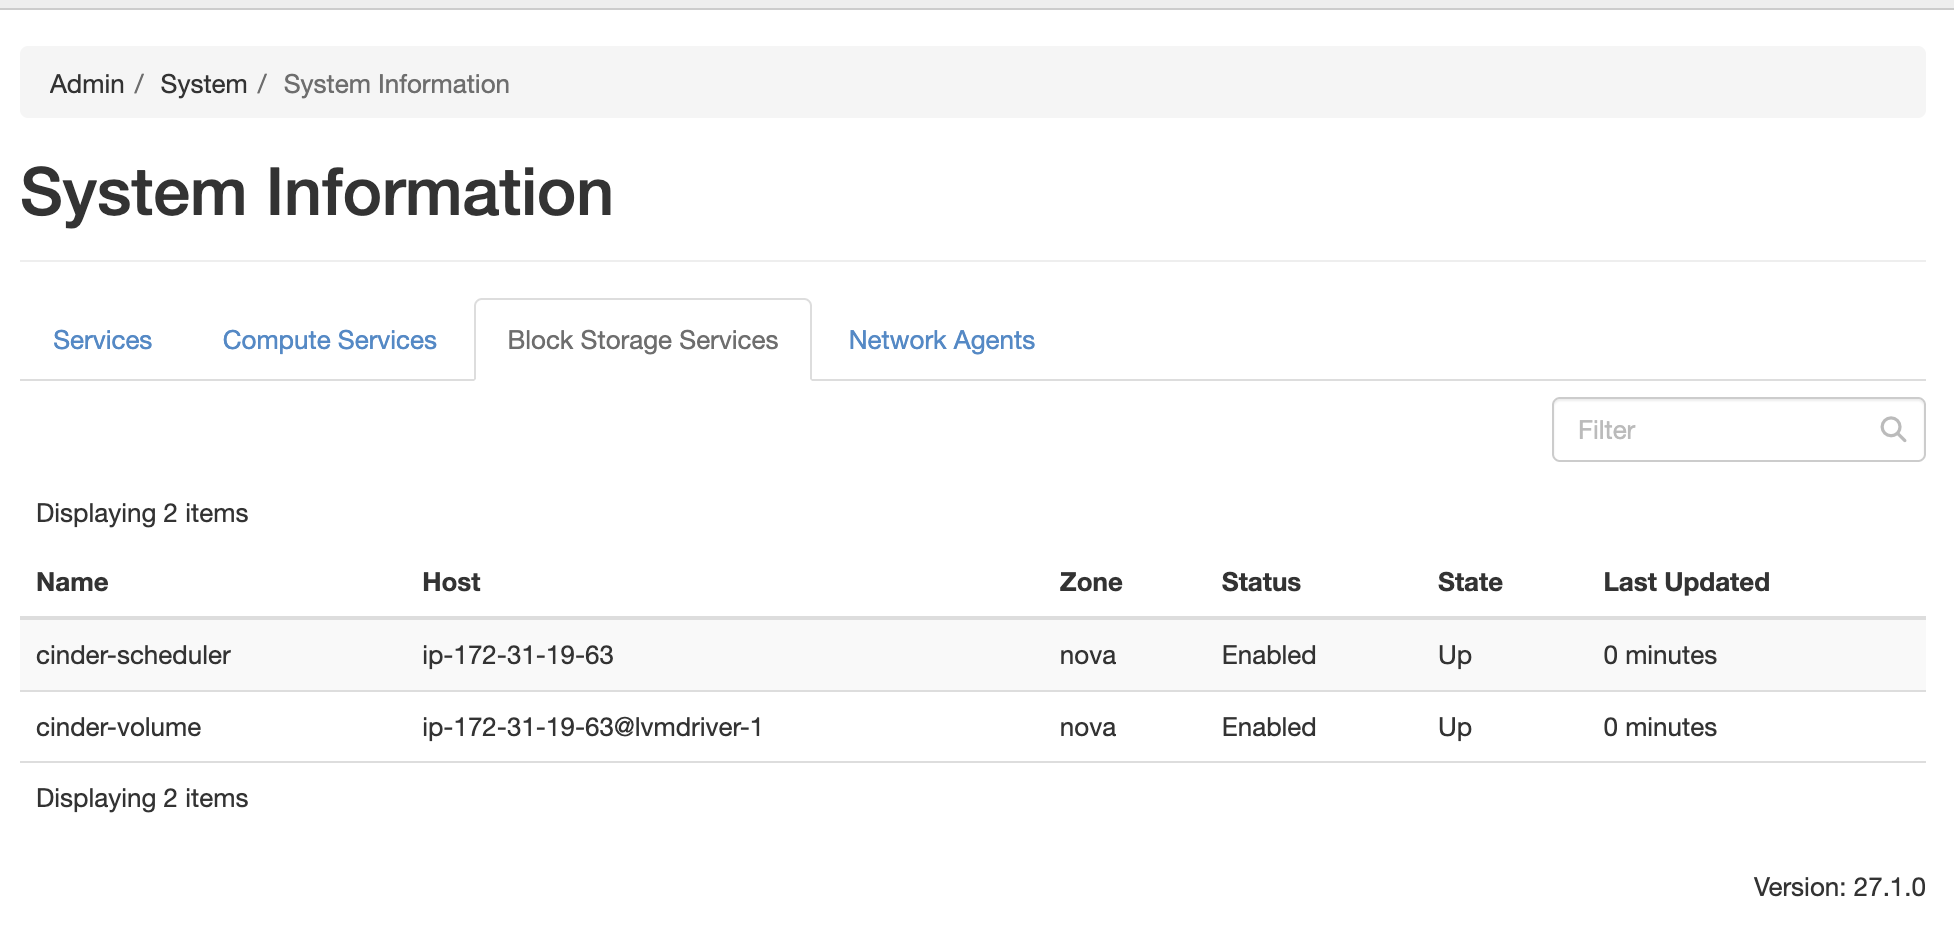 Admin / System / System Information
System Information
Services Compute Services Block Storage Services Network Agents
Filter
Displaying 2 items
Name Host Zone Status State Last Updated
cinder-scheduler ip-172-31-19-63 nova Enabled Up 0 minutes
cinder-volume ip-172-31-19-63@lvmdriver-1 nova Enabled Up 0 minutes
Displaying 2 items
Version: 27.1.0